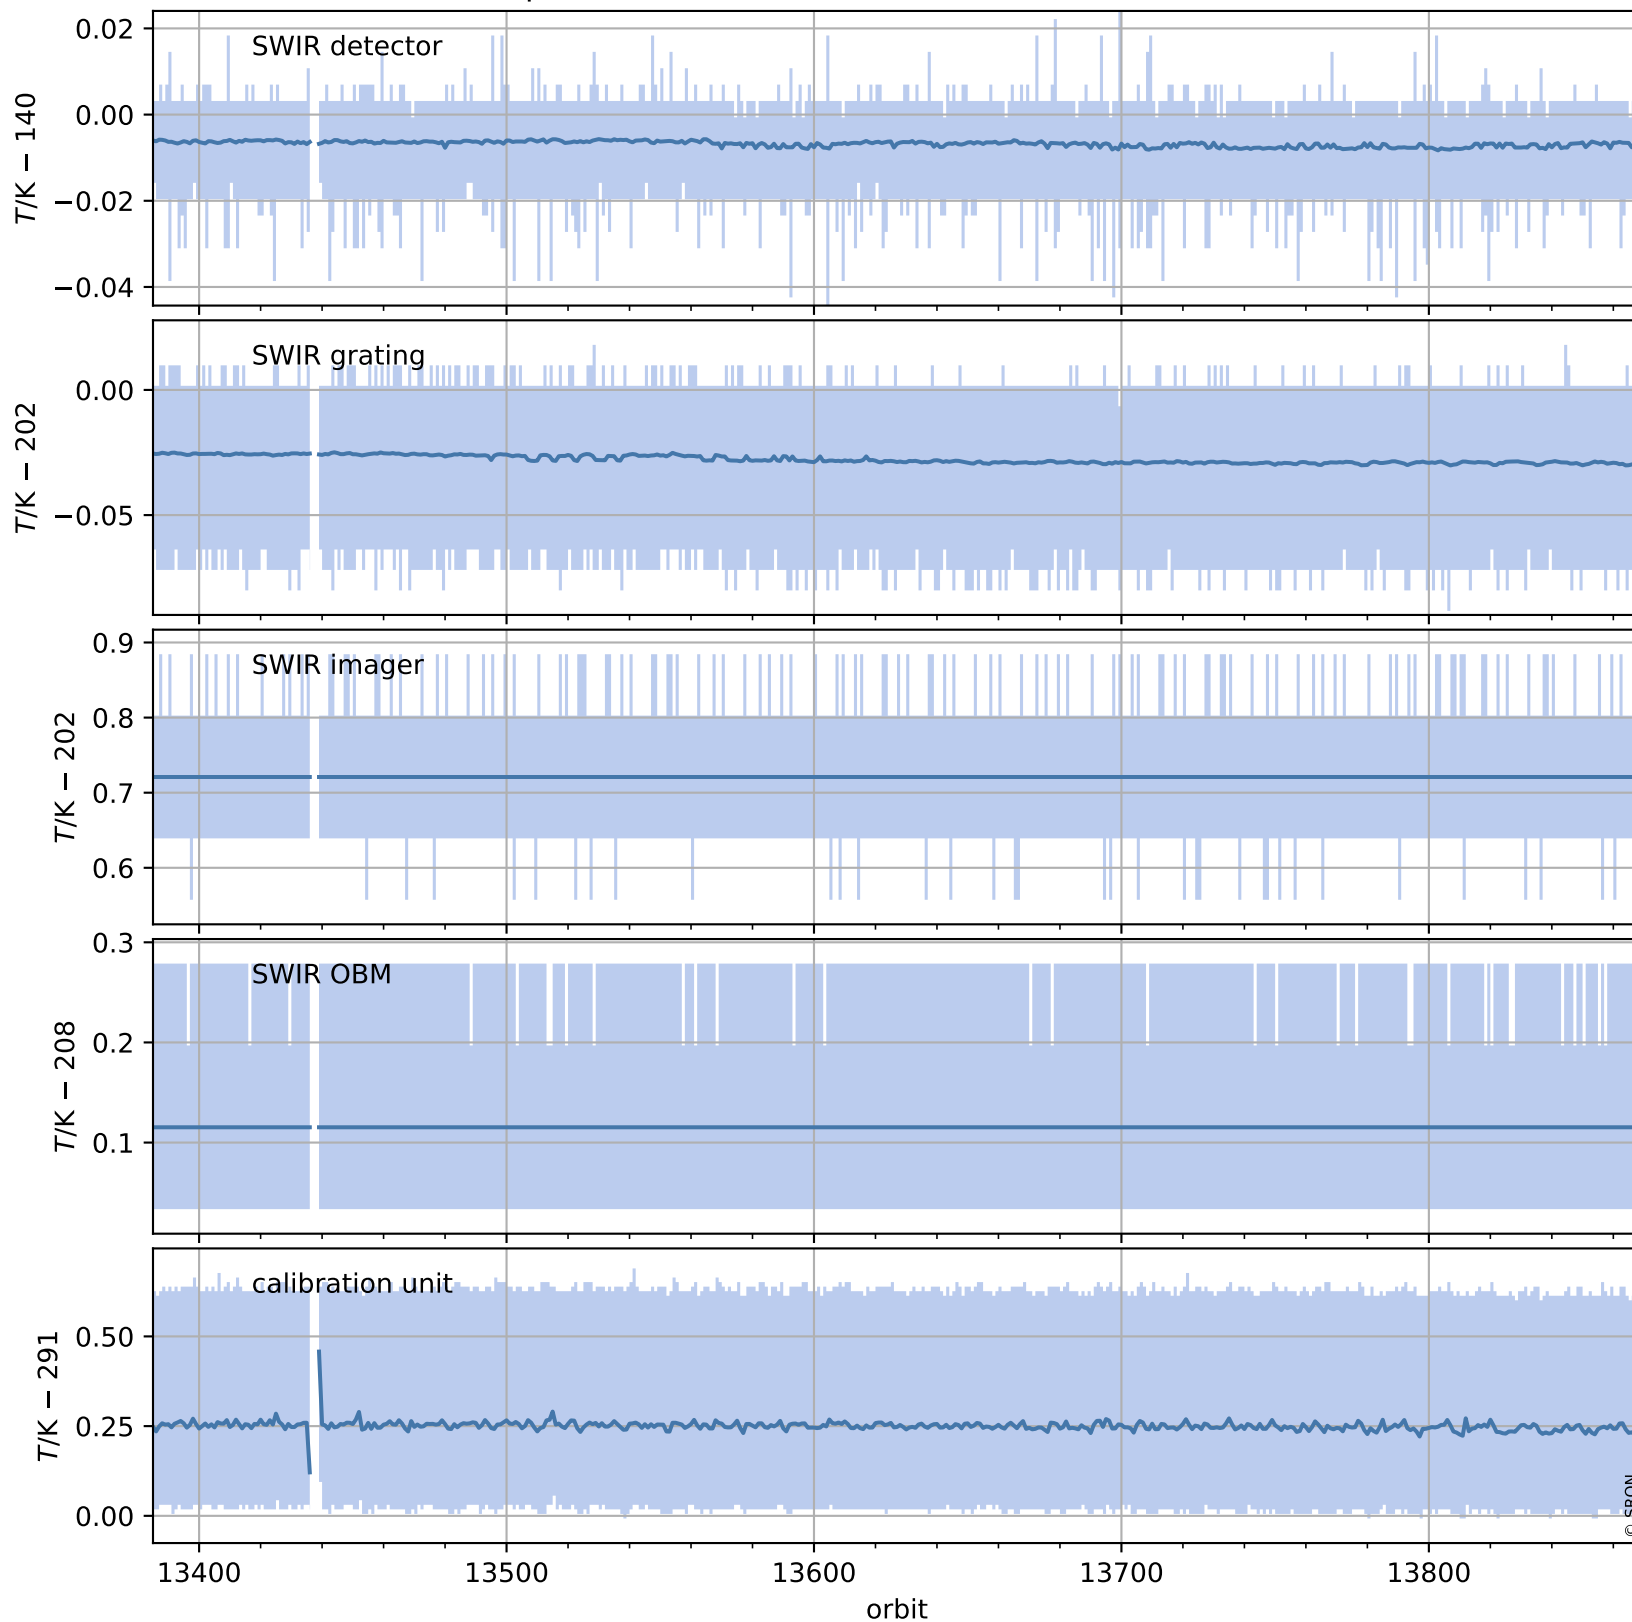 SWIR detector
0.02
0.00
−0.02
−0.04
T/K − 140
SWIR grating
0.00
−0.05
T/K − 202
SWIR imager
0.9
0.8
0.7
0.6
T/K − 202
SWIR OBM
0.3
0.2
0.1
T/K − 208
calibration unit
0.50
0.25
0.00
T/K − 291
© SRON
13400 13500 13600 13700 13800
orbit